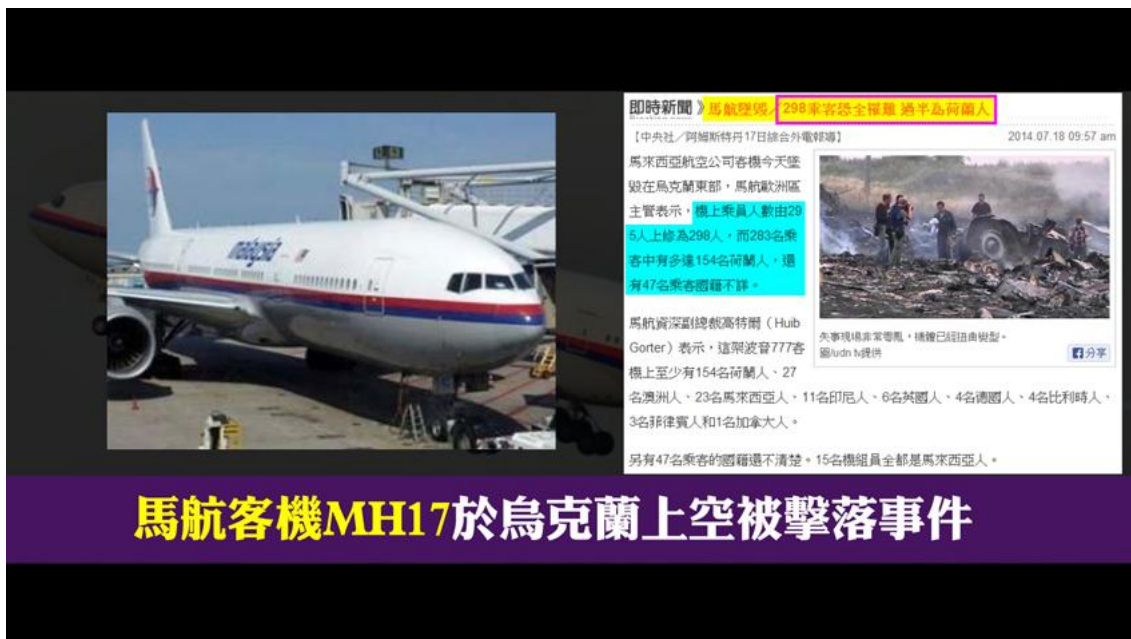 malaysia
即時新聞》馬航墜毀/298乘客恐全罹難 過半為荷蘭人
【中央社/阿姆斯特丹17日綜合外電報導】
2014.07.18 09:57 am
馬來西亞航空公司客機今天墜
毀在烏克蘭東部,馬航歐洲區
主管表示,機上乘員人數由29
5人上修為298人,而283名乘
客中有多達154名荷蘭人,還
有47名乘客國籍不詳。
失事現場非常零亂,機體已經扭曲變型。
圖/udn tv提供
分享
馬航資深副總裁高特爾(Huib
Gorter)表示,這架波音777客
機上至少有154名荷蘭人、27
名澳洲人、23名馬來西亞人、11名印尼人、6名英國人、4名德國人、4名比利時人、
3名菲律賓人和1名加拿大人。
另有47名乘客的國籍還不清楚。15名機組員全都是馬來西亞人。
馬航客機MH17於烏克蘭上空被擊落事件